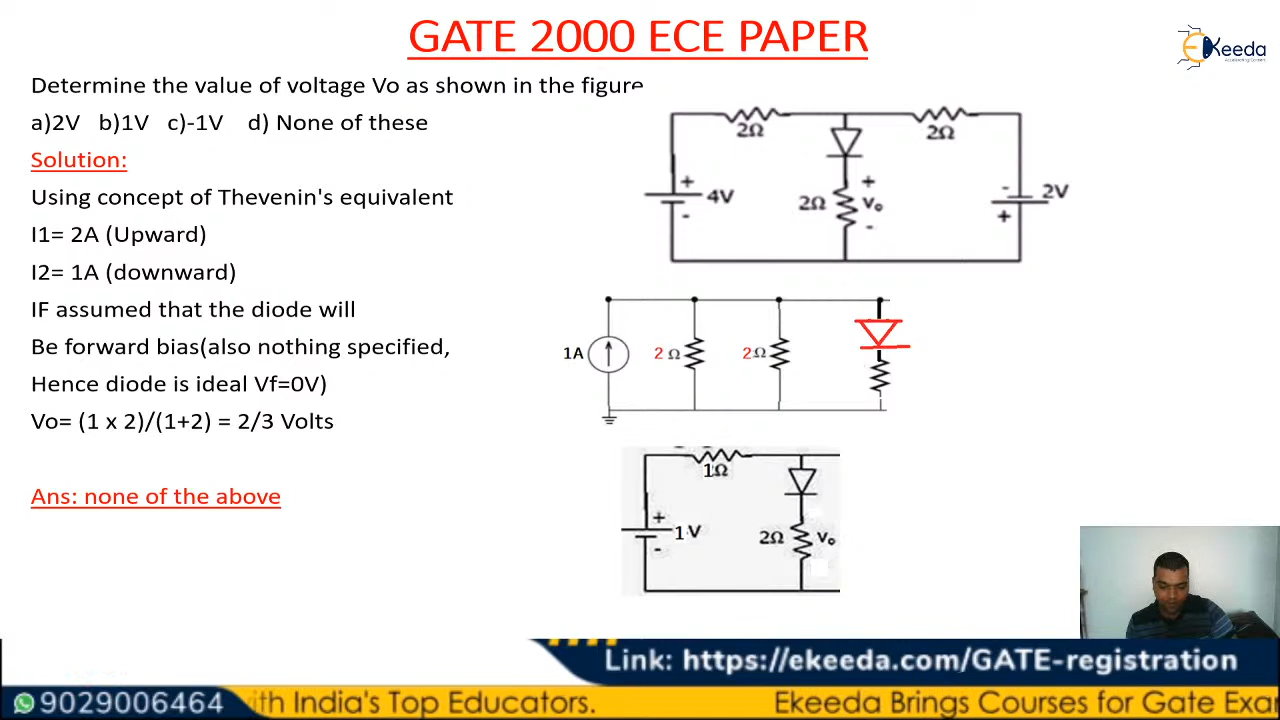 GATE 2000 ECE PAPER
Ekeeda
Determine the value of voltage Vo as shown in the figure
a)2V b)1V c)-1V d) None of these
Solution:
Using concept of Thevenin's equivalent
I1= 2A (Upward)
I2= 1A (downward)
IF assumed that the diode will
Be forward bias(also nothing specified,
Hence diode is ideal Vf=0V)
Vo= (1 x 2)/(1+2) = 2/3 Volts
Ans: none of the above
2Ω
2Ω
+
4V
-
2Ω
+
Vo
-
-
2V
+
1A
2Ω
2Ω
1Ω
+
1V
-
2Ω
Vo
Link: https://ekeeda.com/GATE-registration
9029006464
ith India's Top Educators.
Ekeeda Brings Courses for Gate Exa